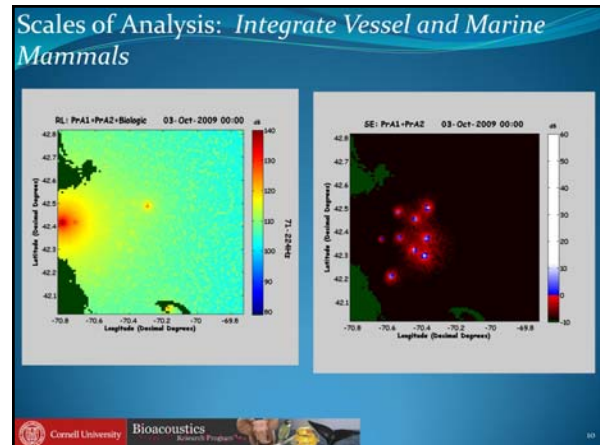 Scales of Analysis: Integrate Vessel and Marine
Mammals
RL: PrA1+PrA2+Biologic 03-Oct-2009 00:00 dB
42.8
42.7
42.6
42.5
42.4
42.3
42.2
42.1
Latitude (Decimal Degrees)
-70.8 -70.6 -70.4 -70.2 -70 -69.8
Longitude (Decimal Degrees)
140
130
120
110
100
90
80
71-224Hz
SE: PrA1+PrA2 03-Oct-2009 00:00 dB
42.8
42.7
42.6
42.5
42.4
42.3
42.2
42.1
Latitude (Decimal Degrees)
-70.8 -70.6 -70.4 -70.2 -70 -69.8
Longitude (Decimal Degrees)
60
50
40
30
20
10
0
-10
Cornell University Bioacoustics
Research Program